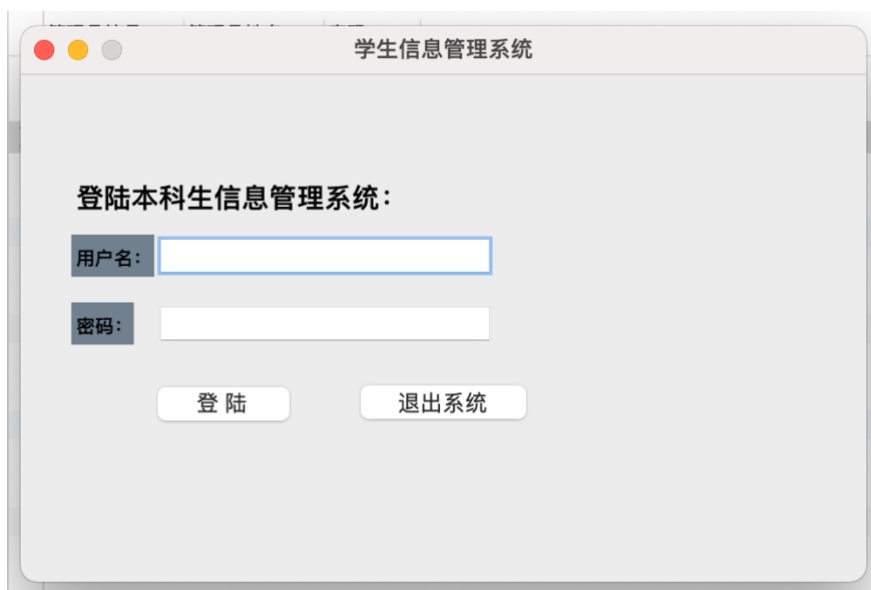 学生信息管理系统
登陆本科生信息管理系统：
用户名：
密码：
登 陆
退出系统